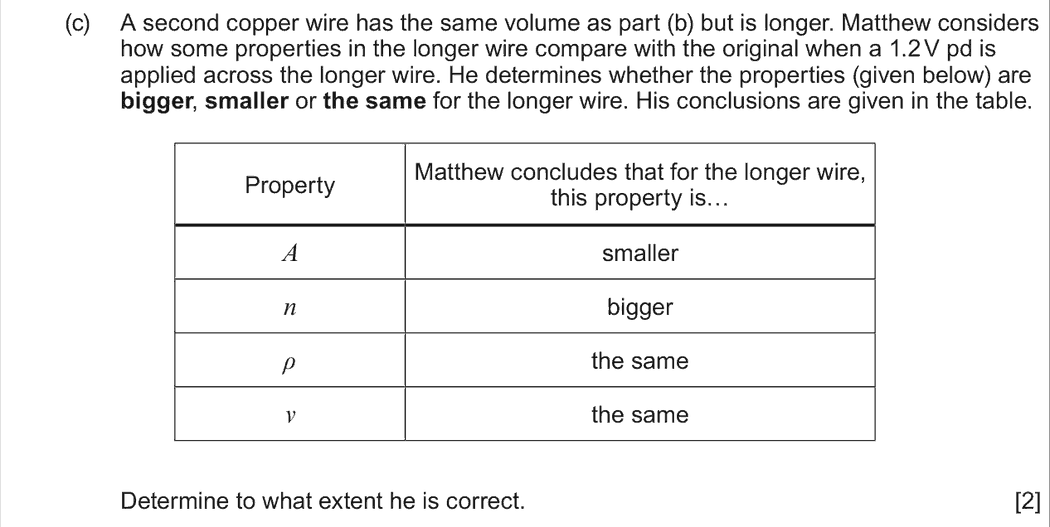 (c) A second copper wire has the same volume as part (b) but is longer. Matthew considers
how some properties in the longer wire compare with the original when a 1.2V pd is
applied across the longer wire. He determines whether the properties (given below) are
bigger, smaller or the same for the longer wire. His conclusions are given in the table.
Property
Matthew concludes that for the longer wire,
this property is...
A
smaller
n
bigger
ρ
the same
v
the same
Determine to what extent he is correct. [2]